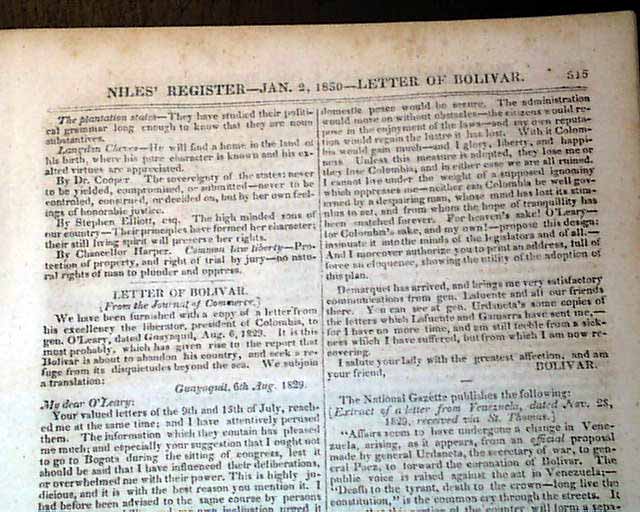 NILES' REGISTER—JAN. 2, 1830—LETTER OF BOLIVAR. 315
The plantation states—They have studied their politi-
cal grammar long enough to know that they are noun
substantives.
Langdon Cheves—He will find a home in the land of
his birth, where his pure character is known and his ex-
alted virtues are appreciated.
By Dr. Cooper. The sovereignty of the states: never
to be yielded, compromised, or submitted—never to be
controled, construed, or decided on, but by her own feel-
ings of honorable justice.
By Stephen Elliott, esq. The high minded sons of
our country—Their principles have formed her character;
their still living spirit will preserve her rights.
By Chancellor Harper. Common law liberty—Pro-
tection of property, and right of trial by jury—no natu-
ral rights of man to plunder and oppress.
LETTER OF BOLIVAR.
[From the Journal of Commerce.]
We have been furnished with a copy of a letter from
his excellency the liberator, president of Colombia, to
gen. O'Leary, dated Guayaquil, Aug. 6, 1829. It is this
most probably, which has given rise to the report that
Bolivar is about to abandon his country, and seek a re-
fuge from its disquietudes beyond the sea. We subjoin
a translation:
Guayaquil, 6th Aug. 1829.
My dear O'Leary:
Your valued letters of the 9th and 15th of July, reach-
ed me at the same time; and I have attentively perused
them. The information which they contain has pleased
me much; and especially your suggestion that I ought not
to go to Bogota during the sitting of congress, lest it
should be said that I have influenced their deliberations,
or overwhelmed me with their power. This is highly ju-
dicious, and it is with the best reason you mention it. I
had before been advised to the same course by persons
own inclination urged it
domestic peace would be secure. The administration
would move on without obstacles—the citizens would re-
pose in the enjoyment of the laws—and my own reputa-
tion would regain the lustre it has lost. With it Colom-
bia would gain much—and I, glory, liberty, and happi-
ness. Unless this measure is adopted, they lose me or
they lose Colombia; and in either case we are all ruined.
I cannot live under the weight of a supposed ignominy
which oppresses me—neither can Colombia be well gov-
erned by a despairing man, whose mind has lost its stim-
ulus to act, and from whom the hope of tranquillity has
been snatched forever. For heaven's sake! O'Leary—
for Colombia's sake, and my own!—propose this design:
insinuate it into the minds of the legislators and of all.—
And I moreover authorize you to print an address, full of
force and eloquence, showing the utility of the adoption of
this plan.
Demarquet has arrived, and brings me very satisfactory
communications from gen. Lafuente and all our friends
there. You can see at gen. Urdaneta's some copies of
the letters which Lafuente and Gamarra have sent me,—
for I have no more time, and am still feeble from a sick-
ness which I have suffered, but from which I am now re-
covering.
I salute your lady with the greatest affection, and am
your friend, BOLIVAR.
The National Gazette publishes the following:
[Extract of a letter from Venezuela, dated Nov. 28,
1829, received via St. Thomas.]
"Affairs seem to have undergone a change in Vene-
zuela, arising, as it appears, from an official proposal
made by general Urdaneta, the secretary of war, to gen-
eral Paez, to forward the coronation of Bolivar. The
public voice is raised against the act in Venezuela;—
"Death to the tyrant, death to the crown—long live the
constitution," is the common cry through the streets. It
of the country will form a sepa-